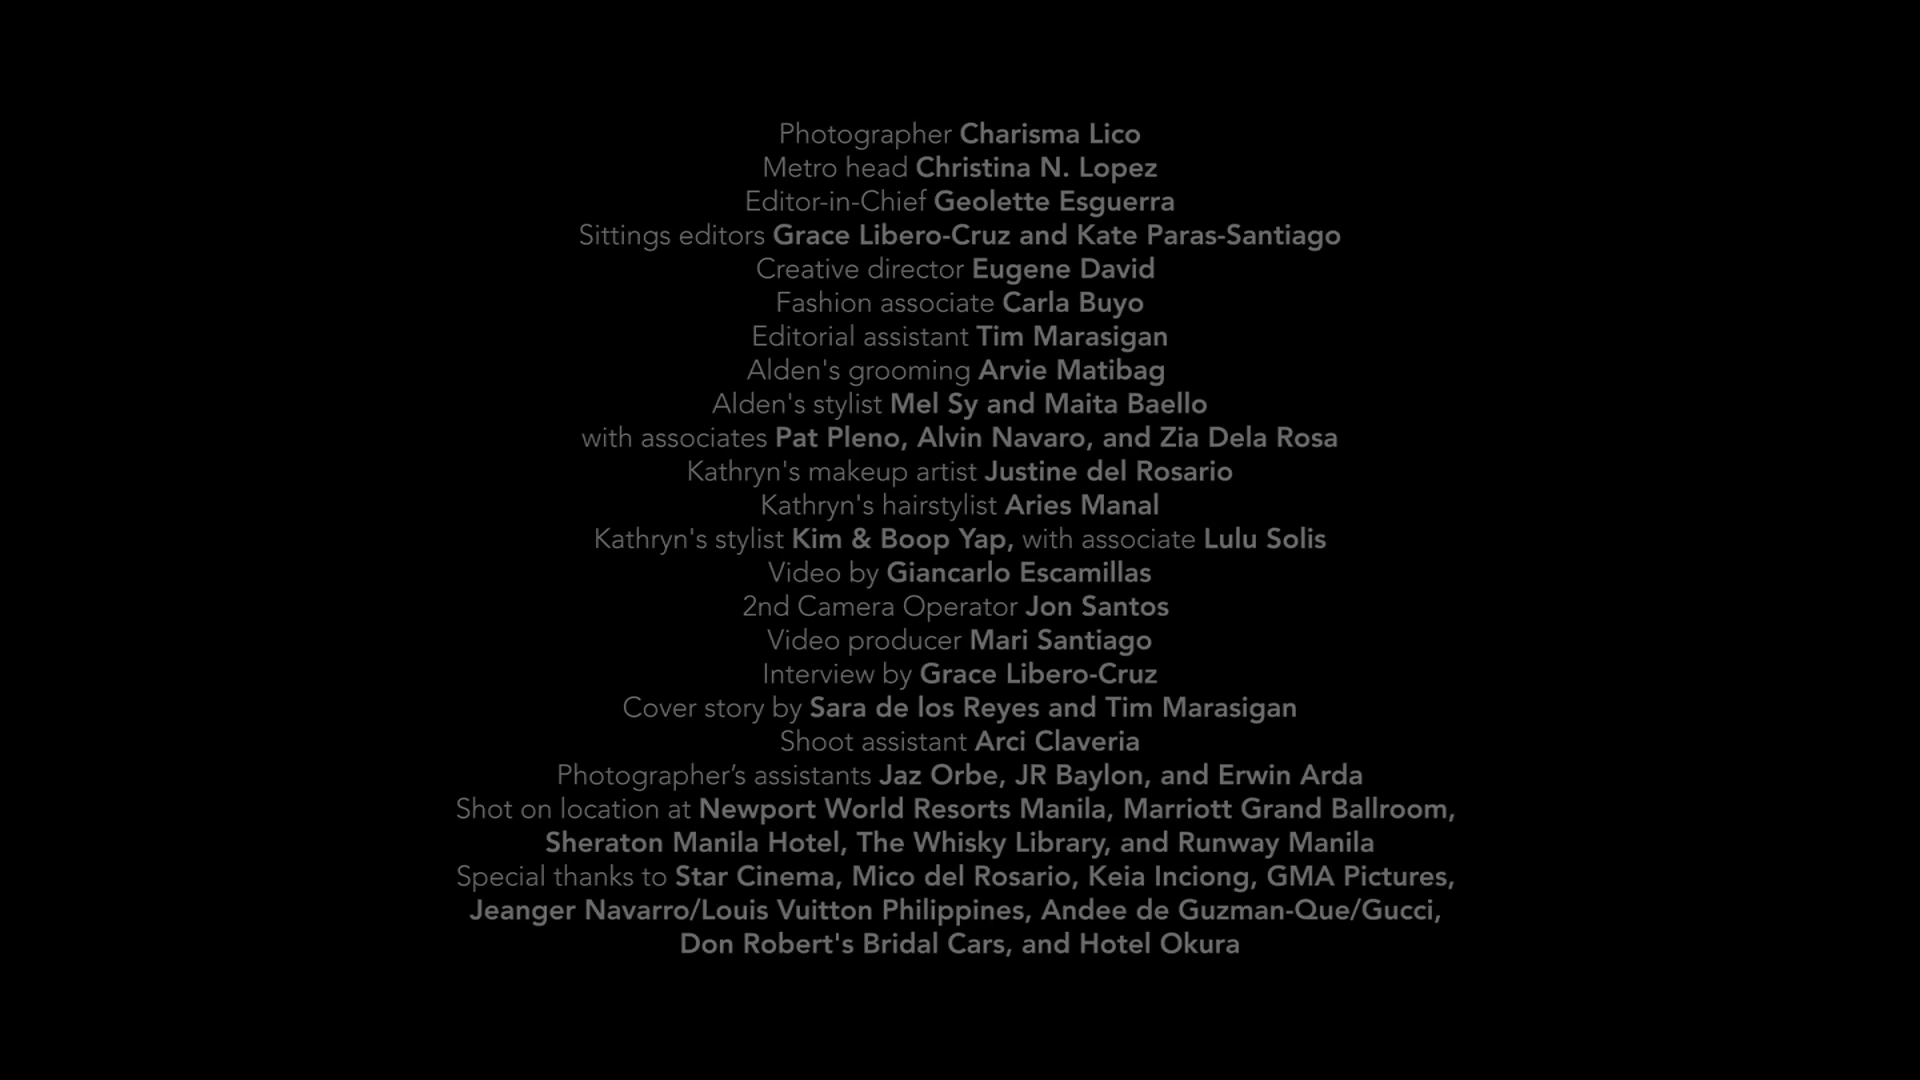 Photographer Charisma Lico
Metro head Christina N. Lopez
Editor-in-Chief Geolette Esguerra
Sittings editors Grace Libero-Cruz and Kate Paras-Santiago
Creative director Eugene David
Fashion associate Carla Buyo
Editorial assistant Tim Marasigan
Alden's grooming Arvie Matibag
Alden's stylist Mel Sy and Maita Baello
with associates Pat Pleno, Alvin Navaro, and Zia Dela Rosa
Kathryn's makeup artist Justine del Rosario
Kathryn's hairstylist Aries Manal
Kathryn's stylist Kim & Boop Yap, with associate Lulu Solis
Video by Giancarlo Escamillas
2nd Camera Operator Jon Santos
Video producer Mari Santiago
Interview by Grace Libero-Cruz
Cover story by Sara de los Reyes and Tim Marasigan
Shoot assistant Arci Claveria
Photographer’s assistants Jaz Orbe, JR Baylon, and Erwin Arda
Shot on location at Newport World Resorts Manila, Marriott Grand Ballroom,
Sheraton Manila Hotel, The Whisky Library, and Runway Manila
Special thanks to Star Cinema, Mico del Rosario, Keia Inciong, GMA Pictures,
Jeanger Navarro/Louis Vuitton Philippines, Andee de Guzman-Que/Gucci,
Don Robert's Bridal Cars, and Hotel Okura